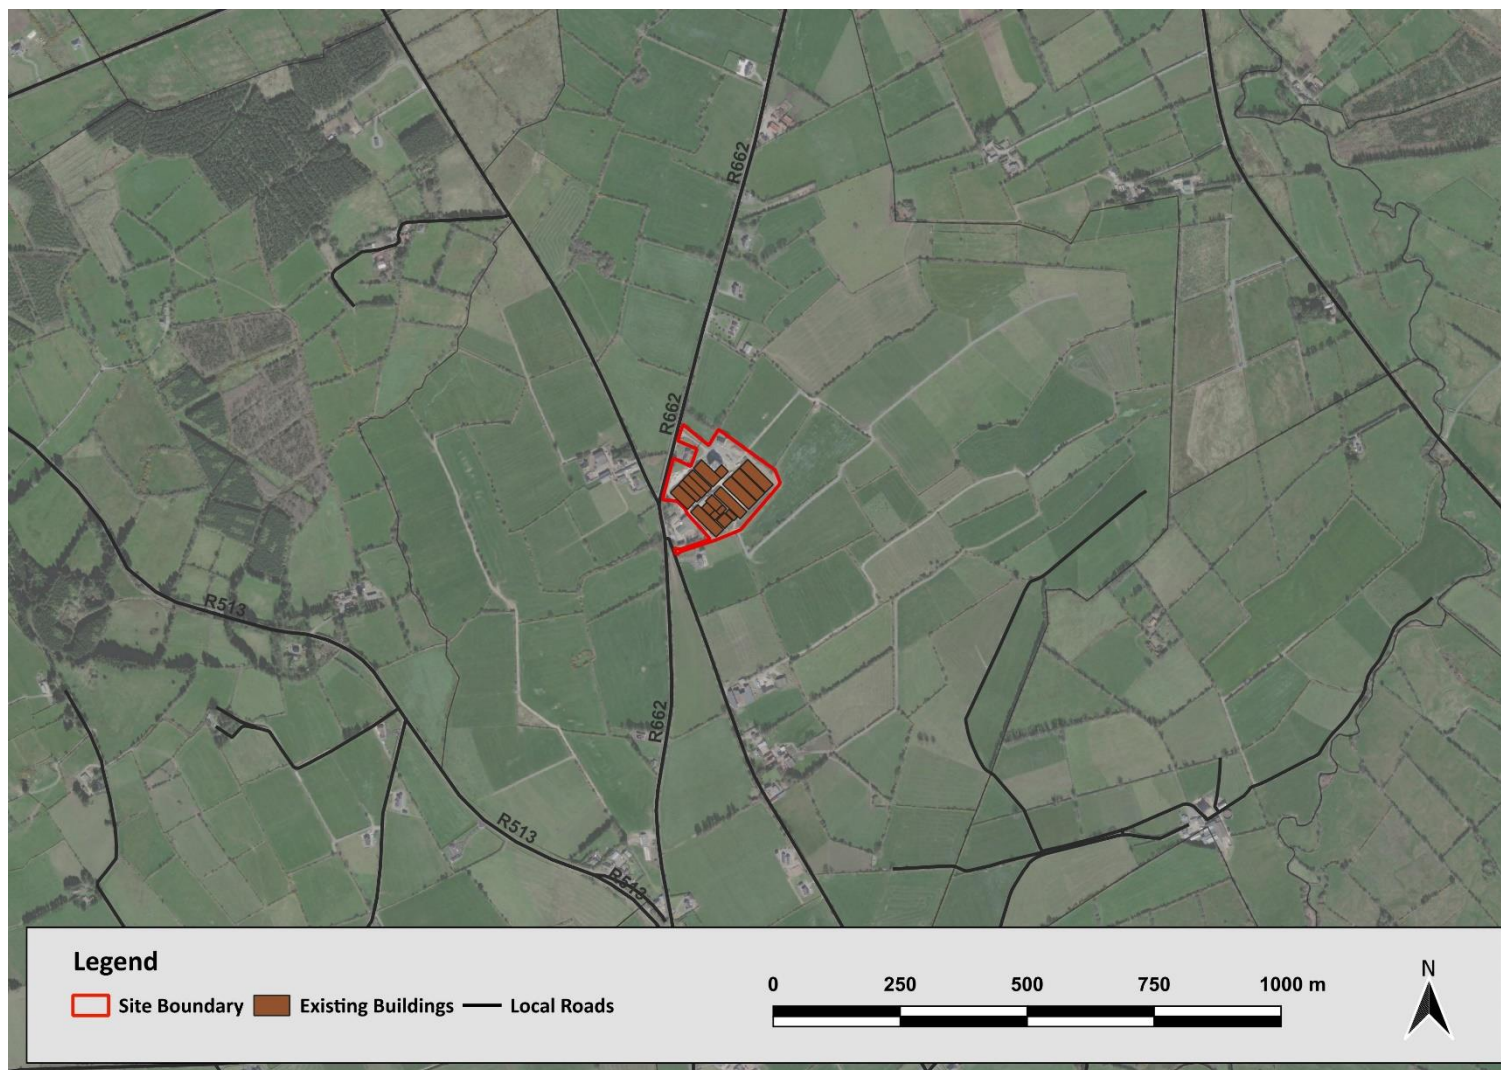 R662
R662
R513
R662
R513
R513
Legend
Site Boundary
Existing Buildings
Local Roads
0 250 500 750 1000 m
N